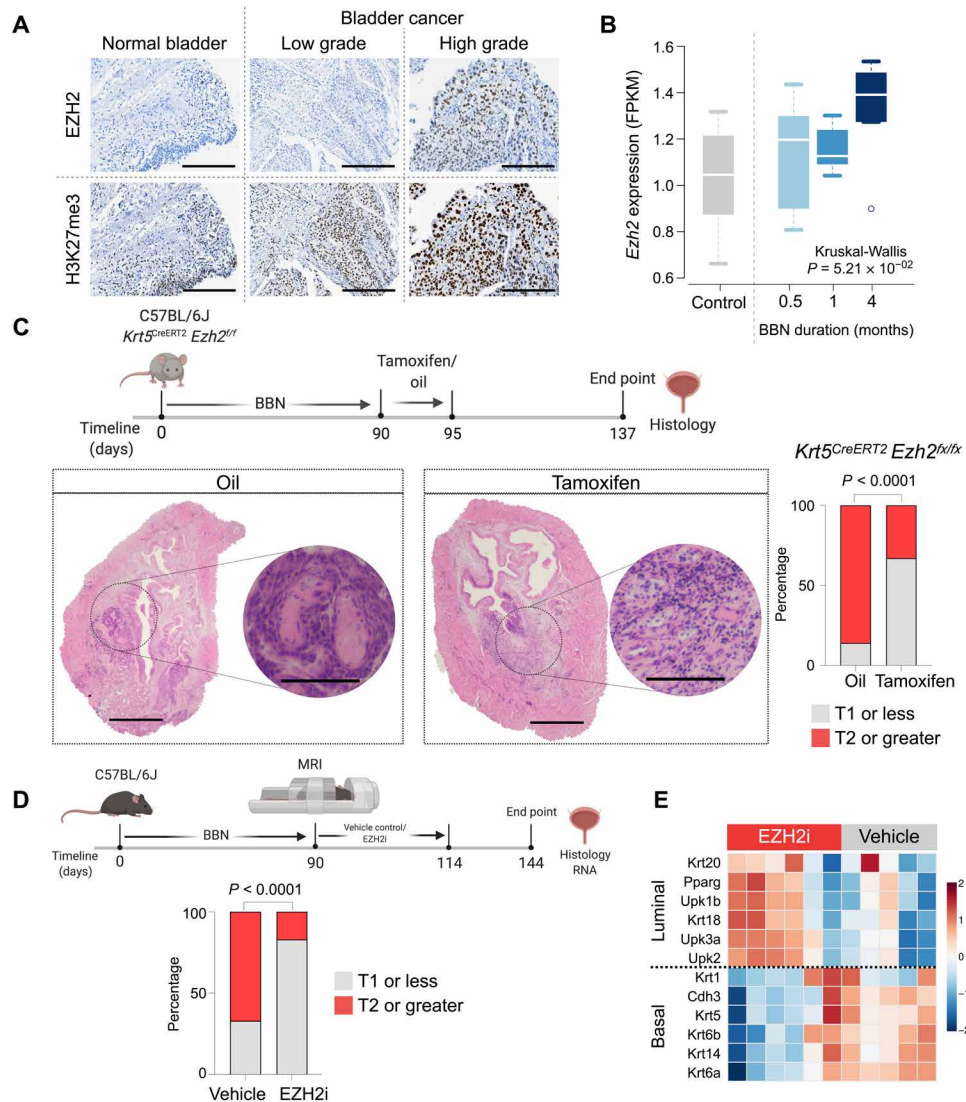 A
Bladder cancer
Normal bladder
Low grade
High grade
EZH2
H3K27me3
B
1.6
1.4
1.2
1.0
0.8
0.6
Ezh2 expression (FPKM)
Kruskal-Wallis
P = 5.21 × 10⁻⁰²
Control
0.5
1
4
BBN duration (months)
C
C57BL/6J
Krt5ᶜʳᵉᴱᴿᵀ² Ezh2ᶠ/ᶠ
BBN
Tamoxifen/
oil
End point
Timeline
(days)
0
90
95
137
Histology
Oil
Tamoxifen
Krt5ᶜʳᵉᴱᴿᵀ² Ezh2ᶠˣ/ᶠˣ
P < 0.0001
100
50
0
Percentage
Oil
Tamoxifen
T1 or less
T2 or greater
D
C57BL/6J
MRI
BBN
Vehicle control/
EZH2i
End point
Timeline
(days)
0
90
114
144
Histology
RNA
P < 0.0001
100
50
0
Percentage
Vehicle
EZH2i
T1 or less
T2 or greater
E
EZH2i
Vehicle
Luminal
Krt20
Pparg
Upk1b
Krt18
Upk3a
Upk2
Basal
Krt1
Cdh3
Krt5
Krt6b
Krt14
Krt6a
2
1
0
−1
−2